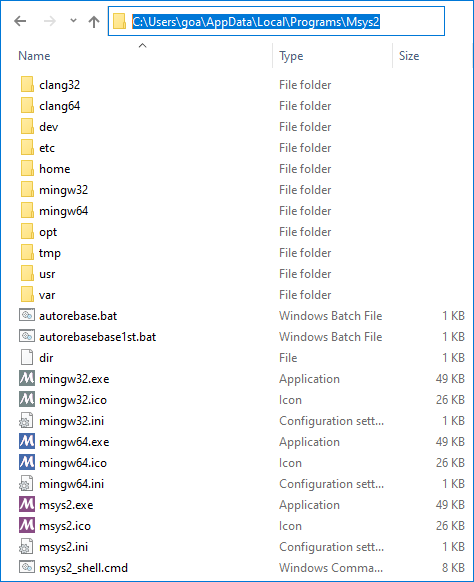 C:\Users\goa\AppData\Local\Programs\Msys2
Name Type Size
clang32 File folder
clang64 File folder
dev File folder
etc File folder
home File folder
mingw32 File folder
mingw64 File folder
opt File folder
tmp File folder
usr File folder
var File folder
autorebase.bat Windows Batch File 1 KB
autorebasebase1st.bat Windows Batch File 1 KB
dir File 1 KB
mingw32.exe Application 49 KB
mingw32.ico Icon 26 KB
mingw32.ini Configuration sett... 1 KB
mingw64.exe Application 49 KB
mingw64.ico Icon 26 KB
mingw64.ini Configuration sett... 1 KB
msys2.exe Application 49 KB
msys2.ico Icon 26 KB
msys2.ini Configuration sett... 1 KB
msys2_shell.cmd Windows Comma... 8 KB